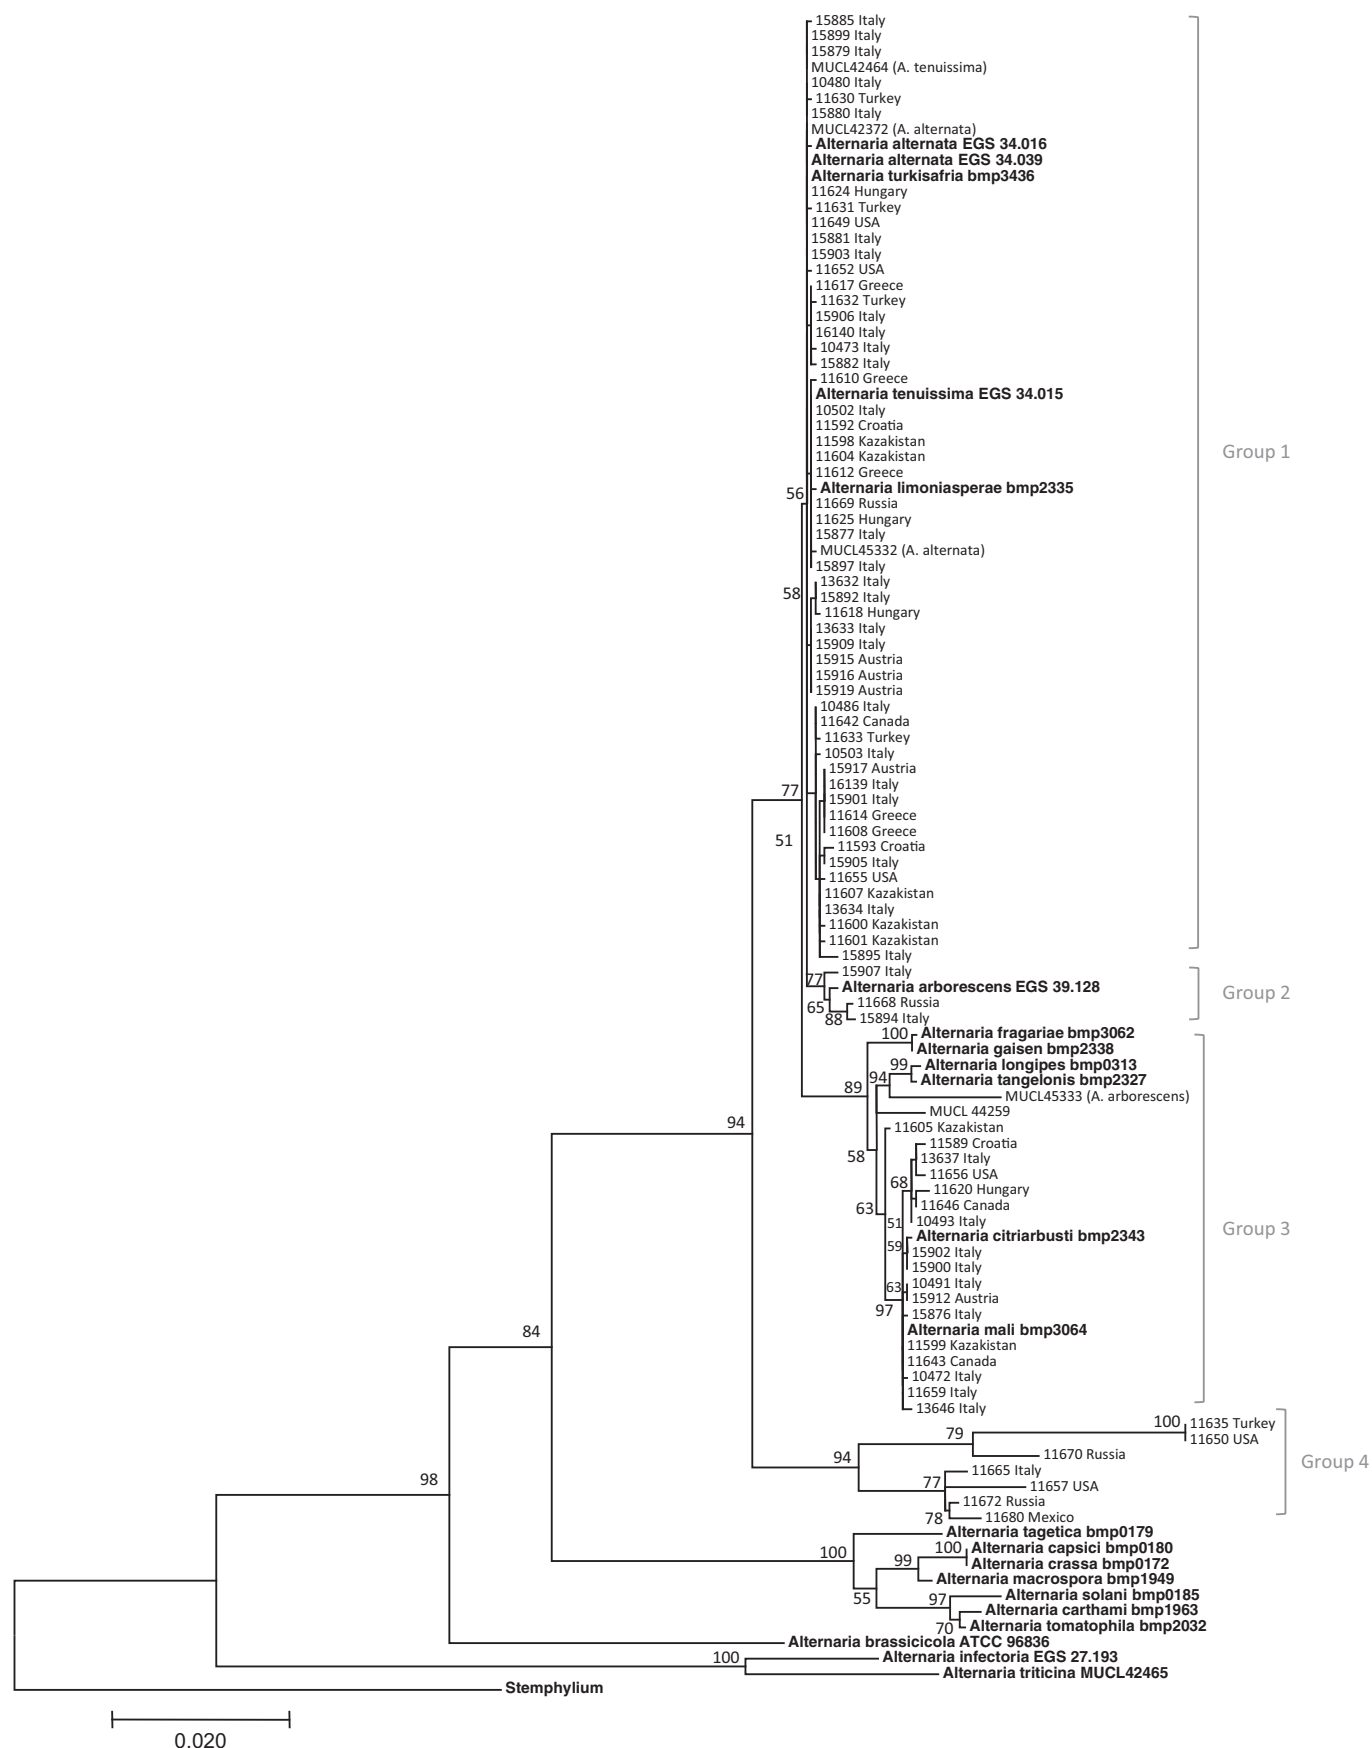 15885 Italy
15899 Italy
15879 Italy
MUCL42464 (A. tenuissima)
10480 Italy
11630 Turkey
15880 Italy
MUCL42372 (A. alternata)
Alternaria alternata EGS 34.016
Alternaria alternata EGS 34.039
Alternaria turkisafria bmp3436
11624 Hungary
11631 Turkey
11649 USA
15881 Italy
15903 Italy
11652 USA
11617 Greece
11632 Turkey
15906 Italy
16140 Italy
10473 Italy
15882 Italy
11610 Greece
Alternaria tenuissima EGS 34.015
10502 Italy
11592 Croatia
11598 Kazakistan
Group 1
11604 Kazakistan
11612 Greece
Alternaria limoniasperae bmp2335
56
11669 Russia
11625 Hungary
15877 Italy
MUCL45332 (A. alternata)
15897 Italy
13632 Italy
58
15892 Italy
11618 Hungary
13633 Italy
15909 Italy
15915 Austria
15916 Austria
15919 Austria
10486 Italy
11642 Canada
11633 Turkey
10503 Italy
15917 Austria
16139 Italy
77
15901 Italy
11614 Greece
11608 Greece
51
11593 Croatia
15905 Italy
11655 USA
11607 Kazakistan
13634 Italy
11600 Kazakistan
11601 Kazakistan
15895 Italy
15907 Italy
77
Alternaria arborescens EGS 39.128
Group 2
11668 Russia
65
88
15894 Italy
100
Alternaria fragariae bmp3062
Alternaria gaisen bmp2338
99
Alternaria longipes bmp0313
94
Alternaria tangelonis bmp2327
89
MUCL45333 (A. arborescens)
MUCL 44259
94
11605 Kazakistan
11589 Croatia
58
13637 Italy
11656 USA
68
11620 Hungary
63
11646 Canada
51
10493 Italy
Group 3
Alternaria citriarbusti bmp2343
59
15902 Italy
15900 Italy
63
10491 Italy
15912 Austria
97
15876 Italy
84
Alternaria mali bmp3064
11599 Kazakistan
11643 Canada
10472 Italy
11659 Italy
13646 Italy
100
11635 Turkey
79
11650 USA
94
11670 Russia
Group 4
11665 Italy
98
77
11657 USA
11672 Russia
78
11680 Mexico
Alternaria tagetica bmp0179
100
100
Alternaria capsici bmp0180
99
Alternaria crassa bmp0172
Alternaria macrospora bmp1949
55
97
Alternaria solani bmp0185
Alternaria carthami bmp1963
70
Alternaria tomatophila bmp2032
Alternaria brassicicola ATCC 96836
100
Alternaria infectoria EGS 27.193
Alternaria triticina MUCL42465
Stemphylium
0.020